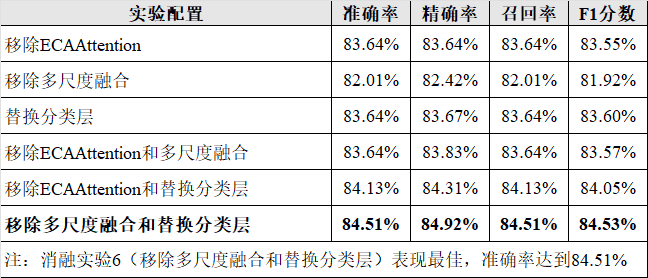 实验配置 准确率 精确率 召回率 F1分数
移除ECAAttention 83.64% 83.64% 83.64% 83.55%
移除多尺度融合 82.01% 82.42% 82.01% 81.92%
替换分类层 83.64% 83.67% 83.64% 83.60%
移除ECAAttention和多尺度融合 83.64% 83.83% 83.64% 83.57%
移除ECAAttention和替换分类层 84.13% 84.31% 84.13% 84.05%
移除多尺度融合和替换分类层 84.51% 84.92% 84.51% 84.53%
注：消融实验6（移除多尺度融合和替换分类层）表现最佳，准确率达到84.51%